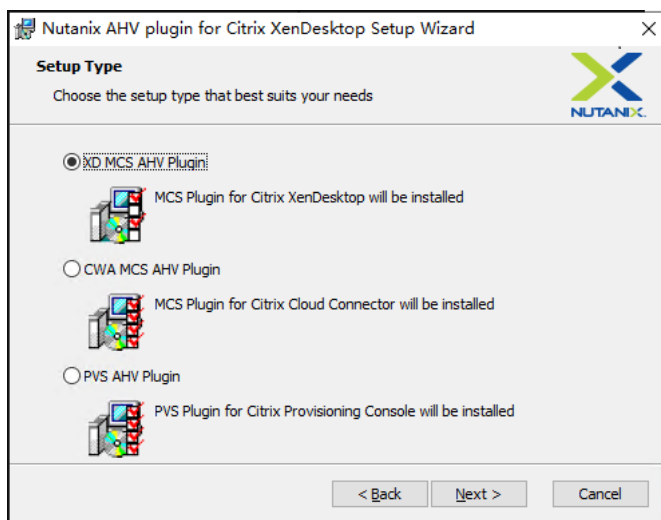 Nutanix AHV plugin for Citrix XenDesktop Setup Wizard
Setup Type
Choose the setup type that best suits your needs
NUTANIX.
XD MCS AHV Plugin
MCS Plugin for Citrix XenDesktop will be installed
CWA MCS AHV Plugin
MCS Plugin for Citrix Cloud Connector will be installed
PVS AHV Plugin
PVS Plugin for Citrix Provisioning Console will be installed
< Back Next > Cancel